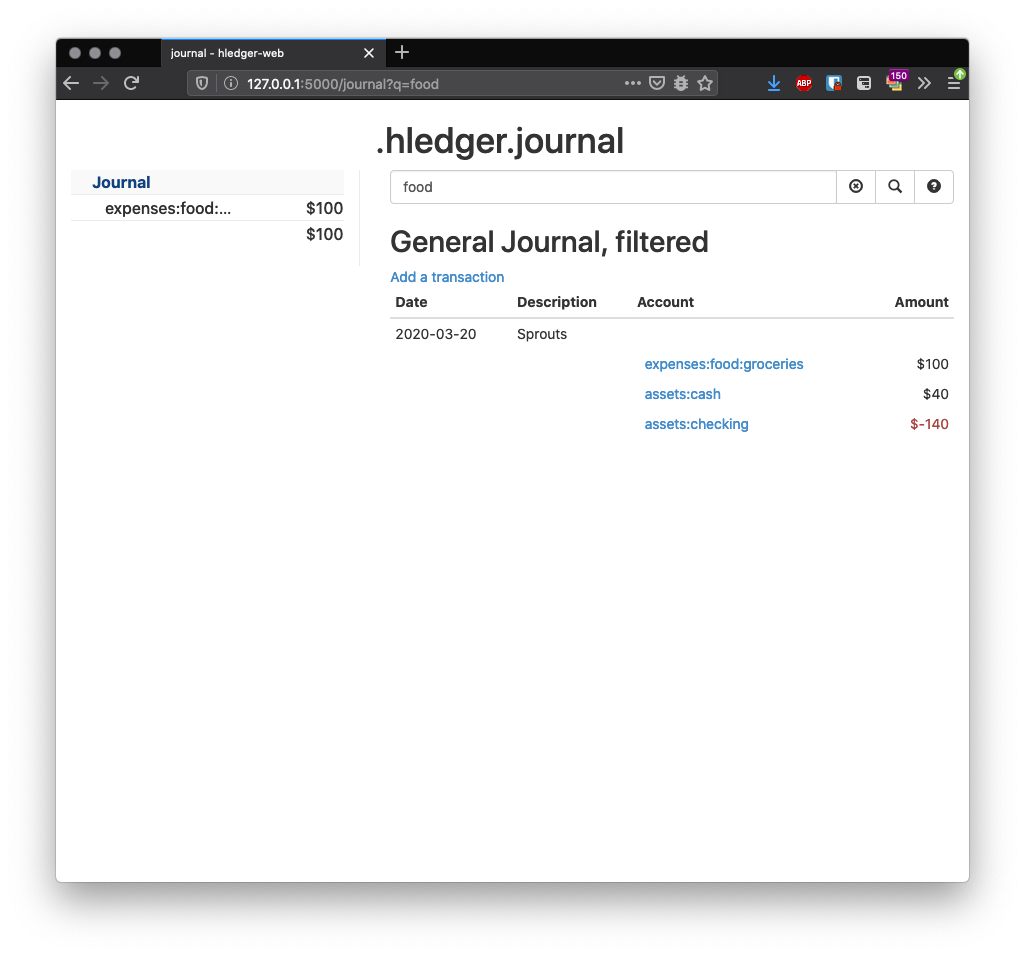 journal - hledger-web
127.0.0.1:5000/journal?q=food
ABP
150
.hledger.journal
Journal
expenses:food:... $100
$100
food
General Journal, filtered
Add a transaction
Date Description Account Amount
2020-03-20 Sprouts
expenses:food:groceries $100
assets:cash $40
assets:checking $-140